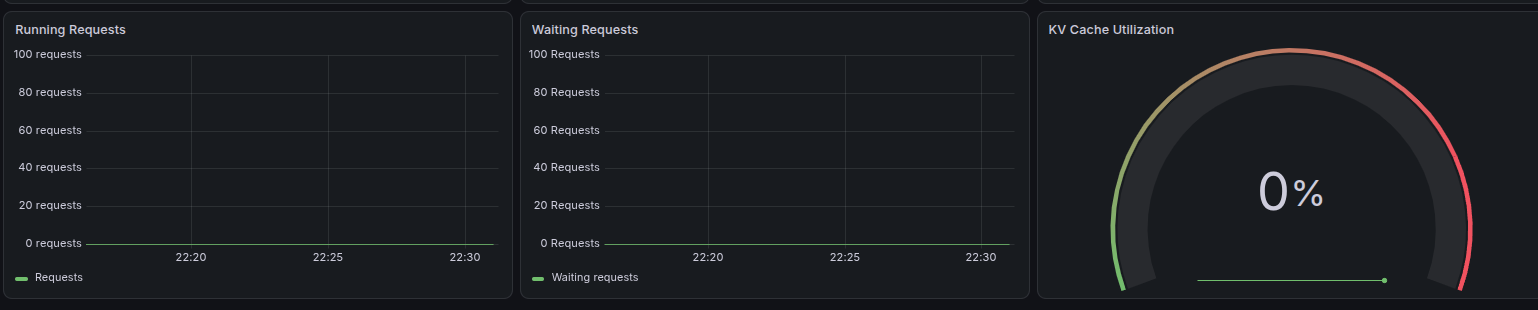 Running Requests
100 requests
80 requests
60 requests
40 requests
20 requests
0 requests
22:20 22:25 22:30
Requests
Waiting Requests
100 Requests
80 Requests
60 Requests
40 Requests
20 Requests
0 Requests
22:20 22:25 22:30
Waiting requests
KV Cache Utilization
0%